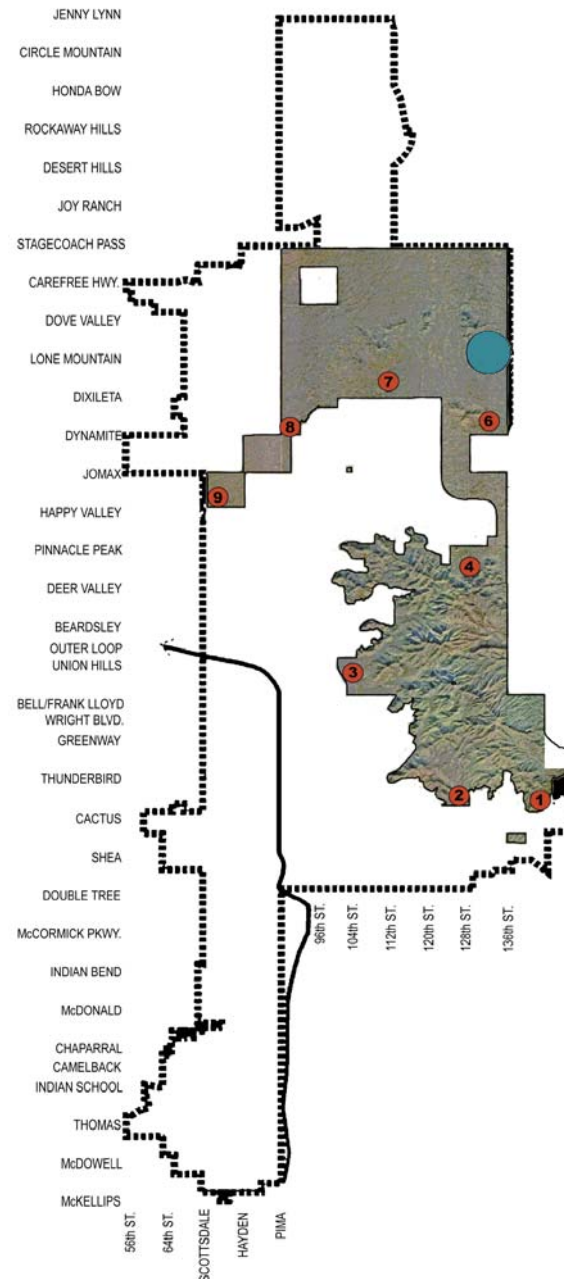 JENNY LYNN
CIRCLE MOUNTAIN
HONDA BOW
ROCKAWAY HILLS
DESERT HILLS
JOY RANCH
STAGECOACH PASS
CAREFREE HWY.
DOVE VALLEY
LONE MOUNTAIN
7
DIXILETA
6
8
DYNAMITE
JOMAX
9
HAPPY VALLEY
PINNACLE PEAK
4
DEER VALLEY
BEARDSLEY
OUTER LOOP
UNION HILLS
3
BELL/FRANK LLOYD
WRIGHT BLVD.
GREENWAY
THUNDERBIRD
2
1
CACTUS
SHEA
DOUBLE TREE
96th ST.
104th ST.
112th ST.
120th ST.
128th ST.
136th ST.
McCORMICK PKWY.
INDIAN BEND
McDONALD
CHAPARRAL
CAMELBACK
INDIAN SCHOOL
THOMAS
McDOWELL
McKELLIPS
56th ST.
64th ST.
SCOTTSDALE
HAYDEN
PIMA